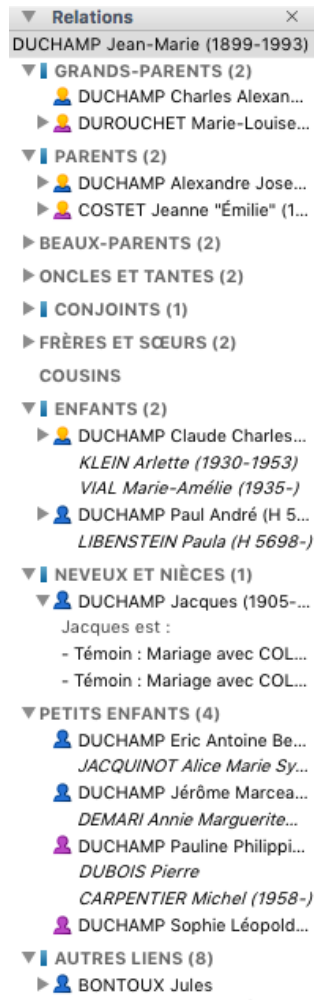 Relations
DUCHAMP Jean-Marie (1899-1993)
GRANDS-PARENTS (2)
DUCHAMP Charles Alexan...
DUROUCHET Marie-Louise...
PARENTS (2)
DUCHAMP Alexandre Jose...
COSTET Jeanne "Émilie" (1...
BEAUX-PARENTS (2)
ONCLES ET TANTES (2)
CONJOINTS (1)
FRÈRES ET SŒURS (2)
COUSINS
ENFANTS (2)
DUCHAMP Claude Charles...
KLEIN Arlette (1930-1953)
VIAL Marie-Amélie (1935-)
DUCHAMP Paul André (H 5...
LIBENSTEIN Paula (H 5698-)
NEVEUX ET NIÈCES (1)
DUCHAMP Jacques (1905-...
Jacques est :
- Témoin : Mariage avec COL...
- Témoin : Mariage avec COL...
PETITS ENFANTS (4)
DUCHAMP Eric Antoine Be...
JACQUINOT Alice Marie Sy...
DUCHAMP Jérôme Marcea...
DEMARI Annie Marguerite...
DUCHAMP Pauline Philippi...
DUBOIS Pierre
CARPENTIER Michel (1958-)
DUCHAMP Sophie Léopold...
AUTRES LIENS (8)
BONTOUX Jules